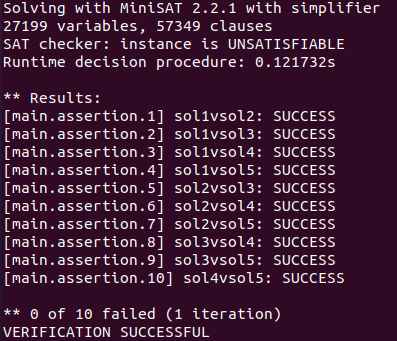 Solving with MiniSAT 2.2.1 with simplifier
27199 variables, 57349 clauses
SAT checker: instance is UNSATISFIABLE
Runtime decision procedure: 0.121732s

** Results:
[main.assertion.1] sol1vsol2: SUCCESS
[main.assertion.2] sol1vsol3: SUCCESS
[main.assertion.3] sol1vsol4: SUCCESS
[main.assertion.4] sol1vsol5: SUCCESS
[main.assertion.5] sol2vsol3: SUCCESS
[main.assertion.6] sol2vsol4: SUCCESS
[main.assertion.7] sol2vsol5: SUCCESS
[main.assertion.8] sol3vsol4: SUCCESS
[main.assertion.9] sol3vsol5: SUCCESS
[main.assertion.10] sol4vsol5: SUCCESS

** 0 of 10 failed (1 iteration)
VERIFICATION SUCCESSFUL